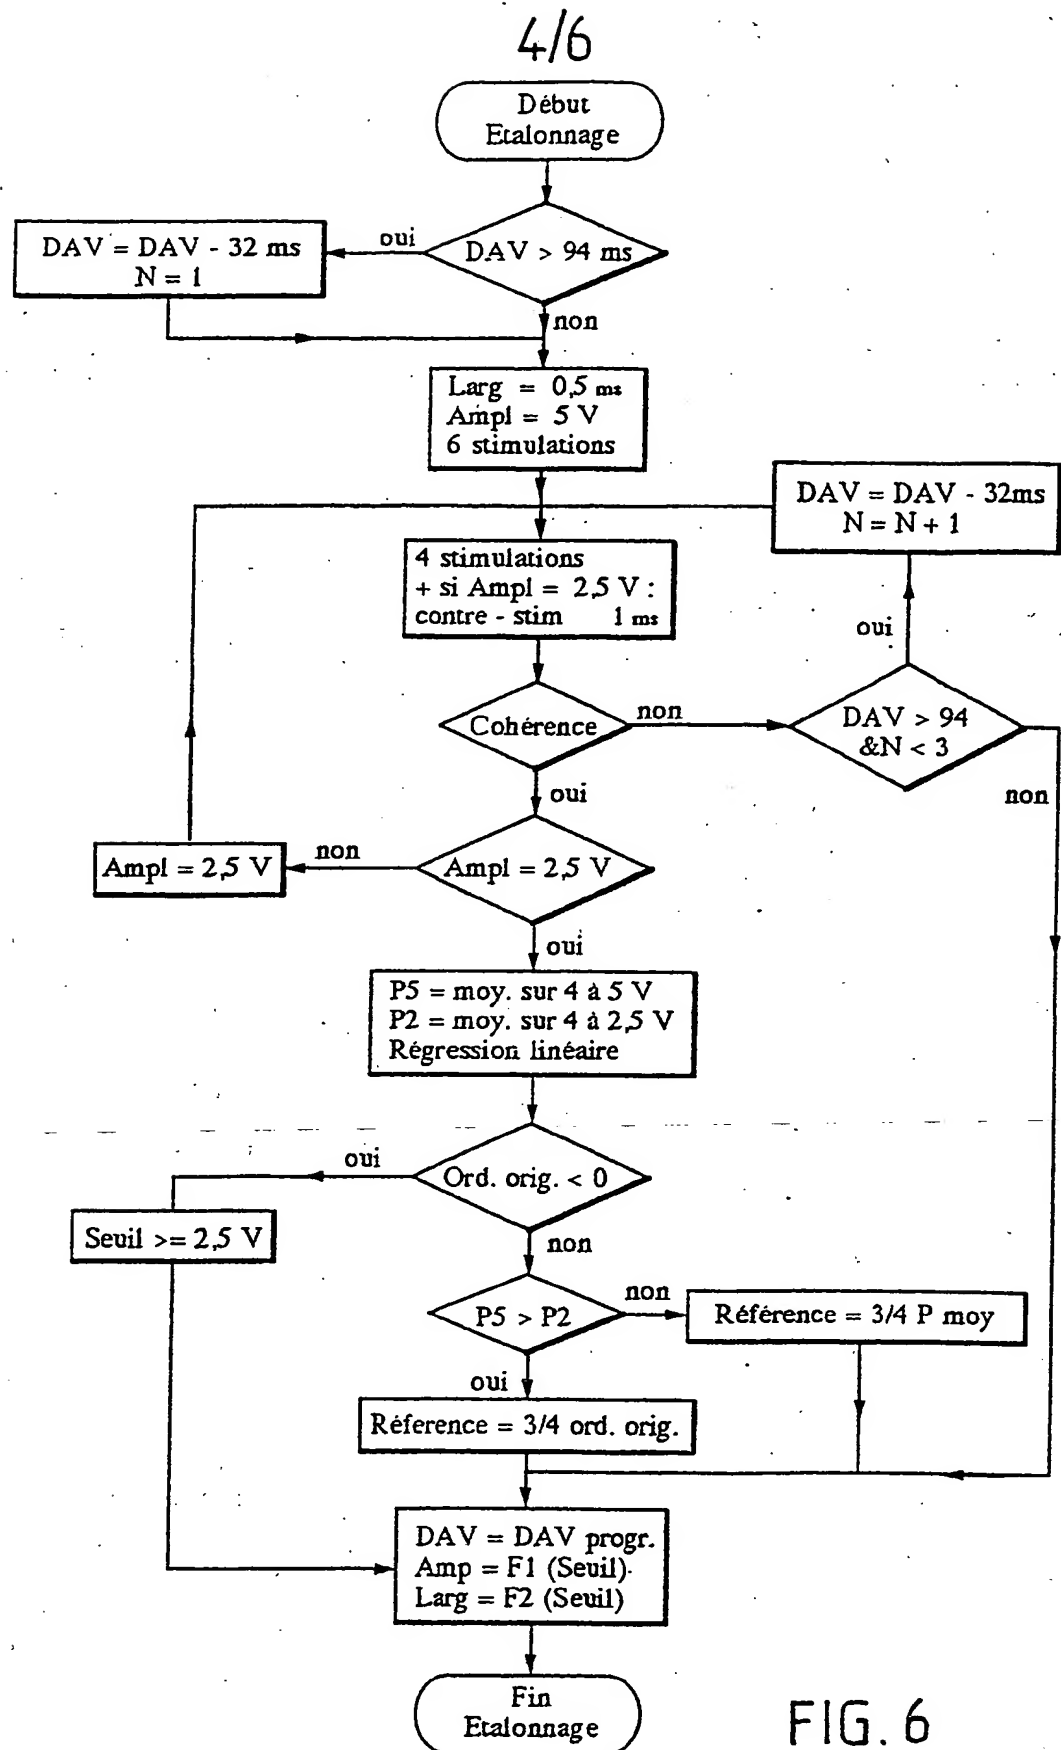 4/6
Début
Etalonnage
DAV > 94 ms
oui
DAV = DAV - 32 ms
N = 1
non
Larg = 0,5 ms
Ampl = 5 V
6 stimulations
DAV = DAV - 32ms
N = N + 1
4 stimulations
+ si Ampl = 2,5 V :
contre - stim 1 ms
oui
Cohérence
non
DAV > 94
&N < 3
non
oui
Ampl = 2,5 V
non
Ampl = 2,5 V
oui
P5 = moy. sur 4 à 5 V
P2 = moy. sur 4 à 2,5 V
Régression linéaire
oui
Ord. orig. < 0
Seuil >= 2,5 V
non
P5 > P2
non
Référence = 3/4 P moy
oui
Réference = 3/4 ord. orig.
DAV = DAV progr.
Amp = F1 (Seuil)
Larg = F2 (Seuil)
Fin
Etalonnage
FIG. 6